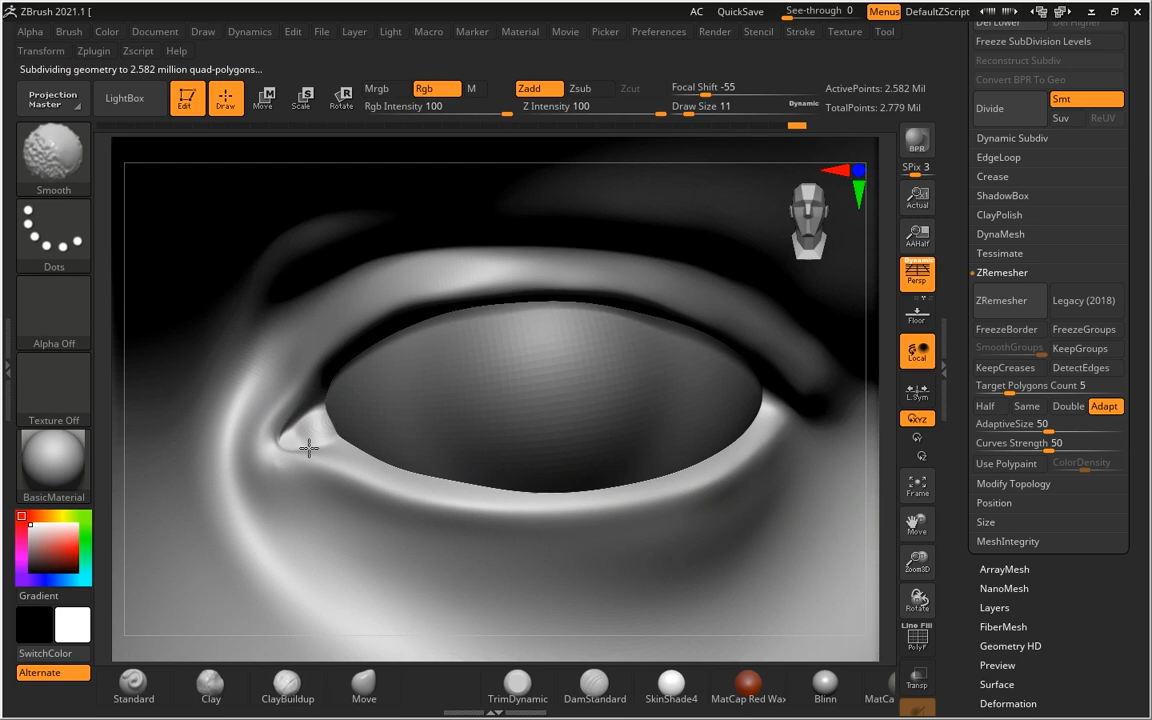 ZBrush 2021.1 [
AC QuickSave See-through 0 Menus DefaultZScript
Alpha Brush Color Document Draw Dynamics Edit File Layer Light Macro Marker Material Movie Picker Preferences Render Stencil Stroke Texture Tool
Transform Zplugin Zscript Help
Subdividing geometry to 2.582 million quad-polygons...
Projection
Master
LightBox
Edit
Draw
Move
Scale
Rotate
Mrgb Rgb M
Rgb Intensity 100
Zadd Zsub Zcut
Z Intensity 100
Focal Shift -55
Draw Size 11 Dynamic
ActivePoints: 2.582 Mil
TotalPoints: 2.779 Mil
Smooth
Dots
Alpha Off
Texture Off
BasicMaterial
Gradient
SwitchColor
Alternate
BPR
SPix 3
Actual
AAHalf
Dynamic
Persp
Floor
Local
L.Sym
XYZ
Frame
Move
Zoom3D
Rotate
Line Fill
PolyF
Transp
Standard Clay ClayBuildup Move TrimDynamic DamStandard SkinShade4 MatCap Red Wax Blinn MatCa
Del Lower Del Higher
Freeze SubDivision Levels
Reconstruct Subdiv
Convert BPR To Geo
Divide
Smt
Suv ReUV
Dynamic Subdiv
EdgeLoop
Crease
ShadowBox
ClayPolish
DynaMesh
Tessimate
ZRemesher
ZRemesher Legacy (2018)
FreezeBorder FreezeGroups
SmoothGroups KeepGroups
KeepCreases DetectEdges
Target Polygons Count 5
Half Same Double Adapt
AdaptiveSize 50
Curves Strength 50
Use Polypaint ColorDensity
Modify Topology
Position
Size
MeshIntegrity
ArrayMesh
NanoMesh
Layers
FiberMesh
Geometry HD
Preview
Surface
Deformation